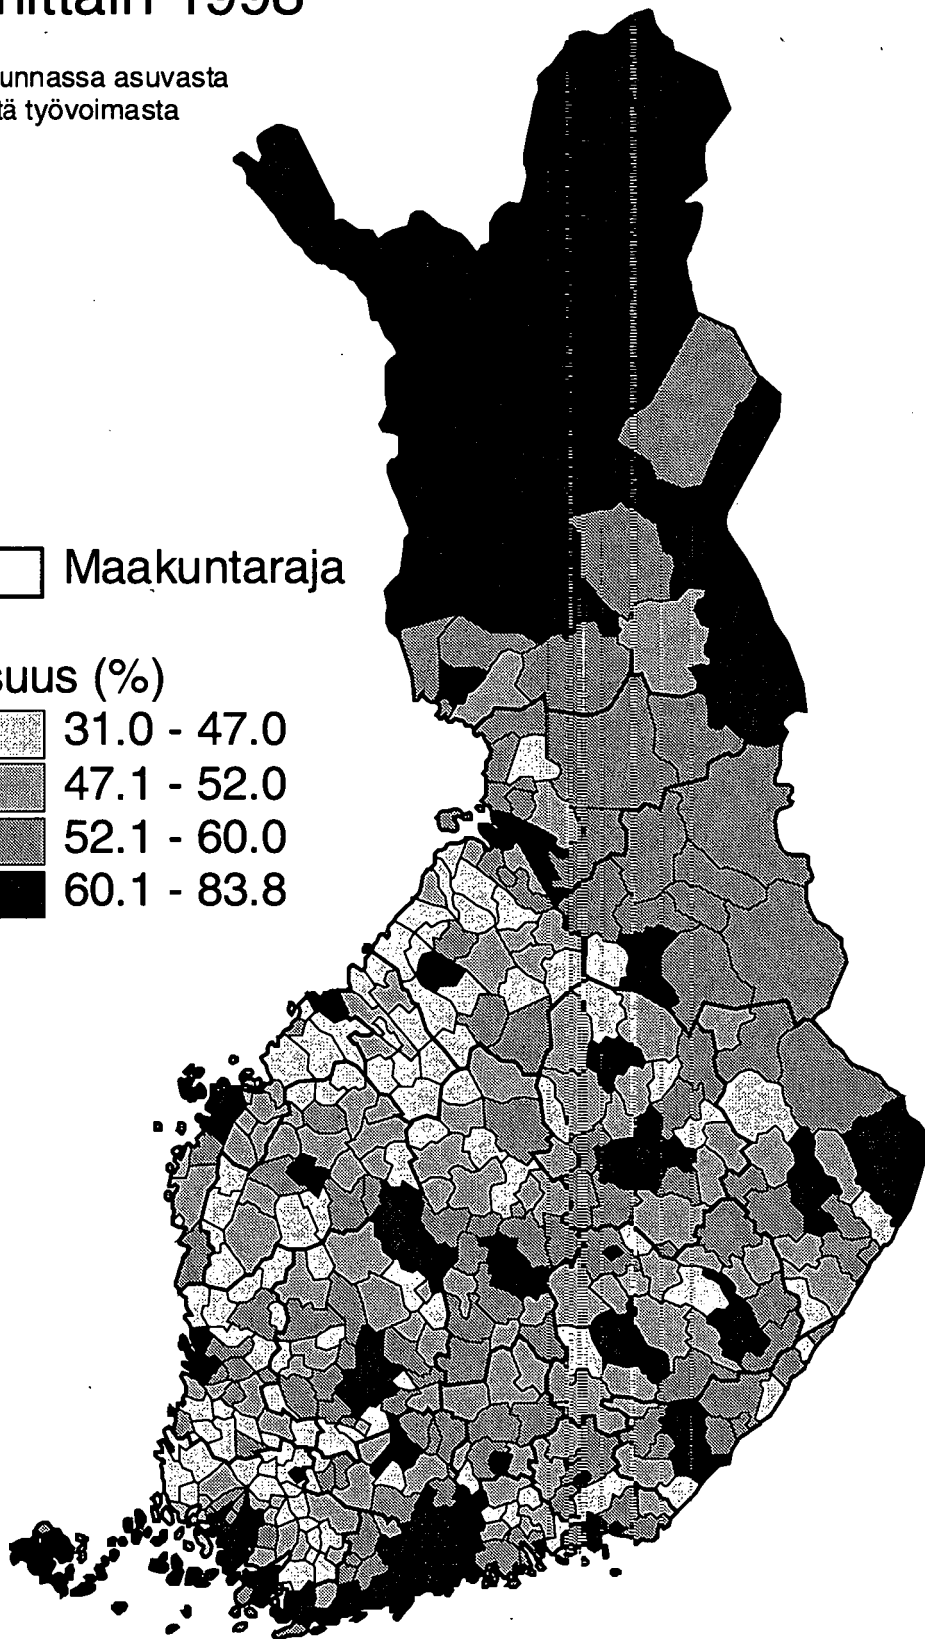 unnassa asuvasta
tä työvoimasta
Maakuntaraja
suus (%)
31.0 - 47.0
47.1 - 52.0
52.1 - 60.0
60.1 - 83.8